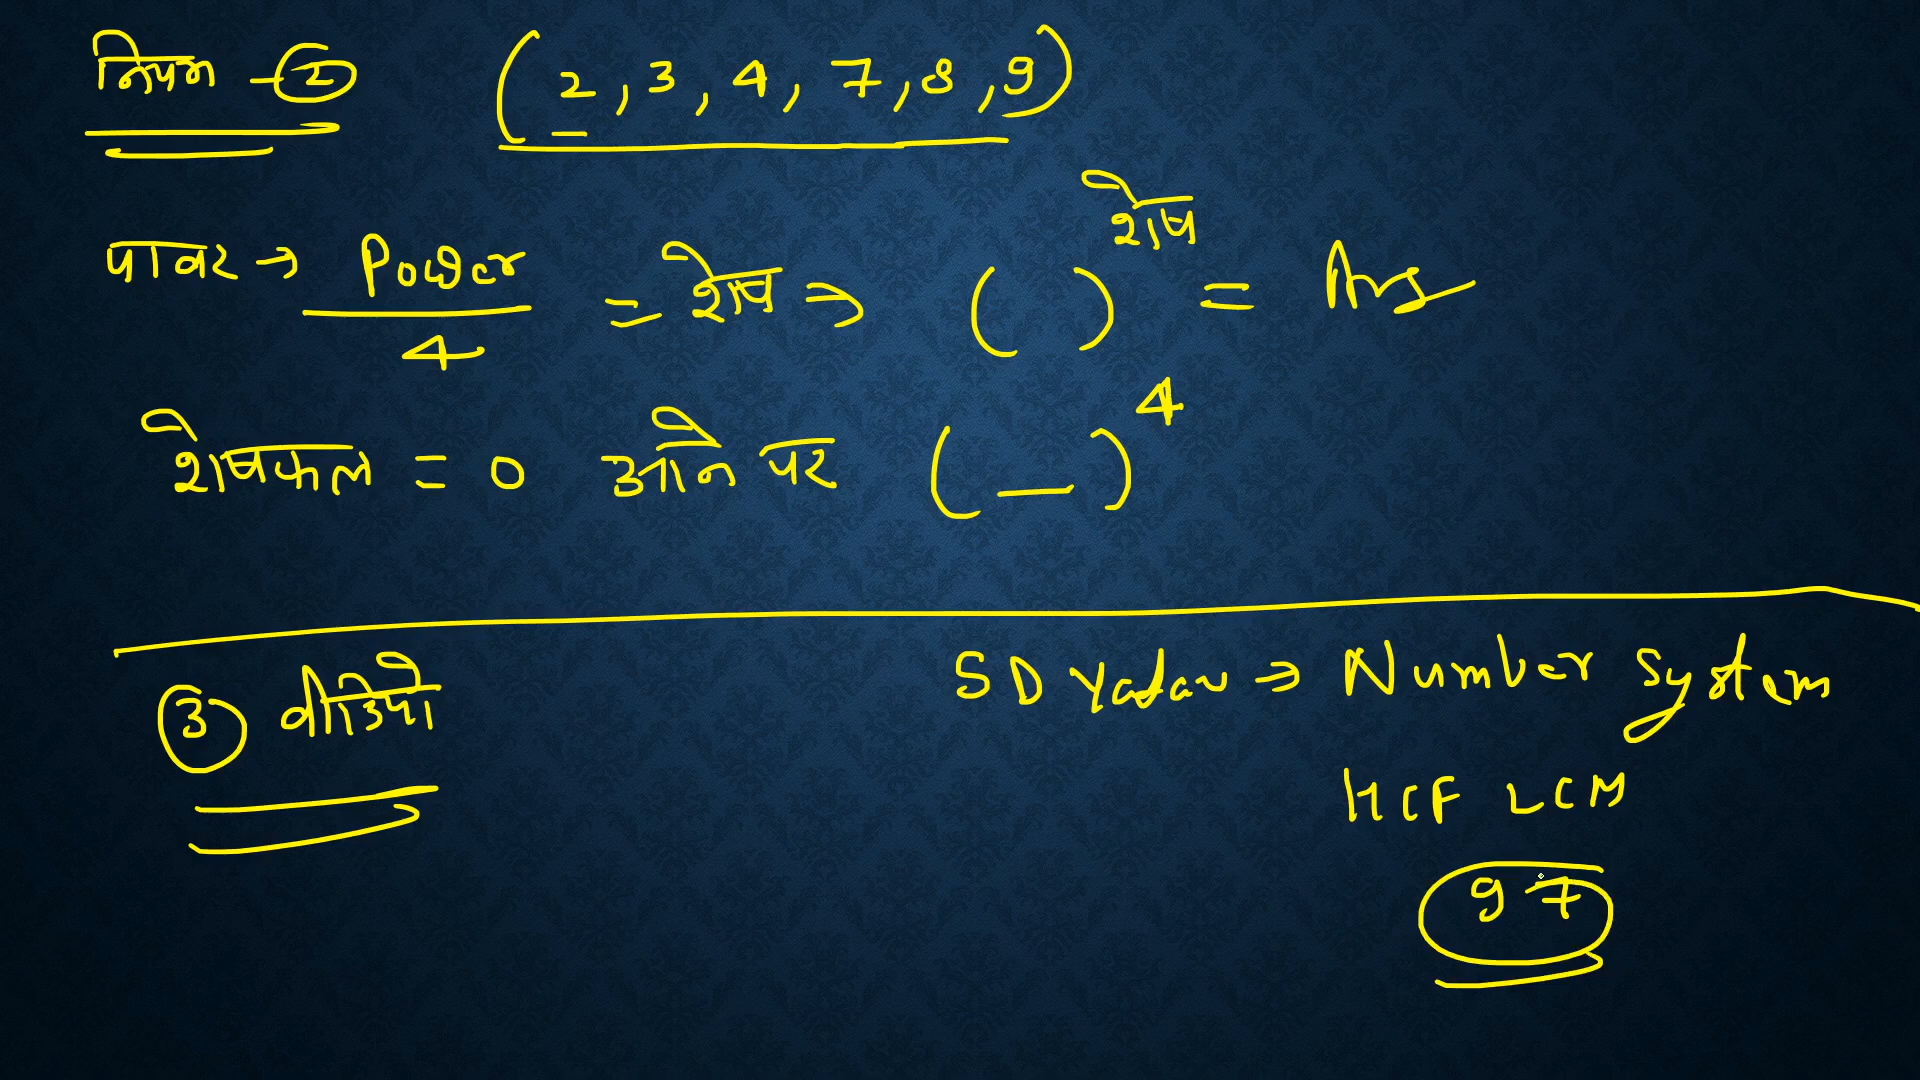 नियम - 2 (2, 3, 4, 7, 8, 9)
पावर → Power / 4 = शेष ⇒ ( )^शेष = Ans
शेषफल = 0 आने पर ( _ )^4
3 वीडियो
SD Yadav ⇒ Number System
HCF LCM
97